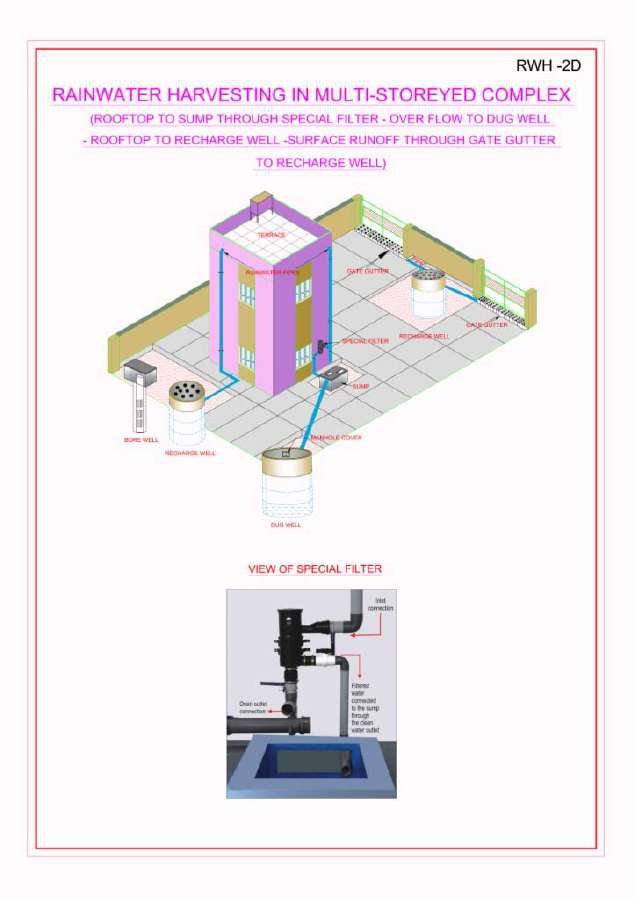 RWH -2D
RAINWATER HARVESTING IN MULTI-STOREYED COMPLEX
(ROOFTOP TO SUMP THROUGH SPECIAL FILTER - OVER FLOW TO DUG WELL
- ROOFTOP TO RECHARGE WELL -SURFACE RUNOFF THROUGH GATE GUTTER
TO RECHARGE WELL)
TERRACE
RAINWATER PIPES
GATE GUTTER
GATE GUTTER
RECHARGE WELL
SPECIAL FILTER
SUMP
MANHOLE COVER
BORE WELL
RECHARGE WELL
DUG WELL
VIEW OF SPECIAL FILTER
Inlet
connection
Filtered
water
connected
to the sump
through
the clean
water outlet
connection